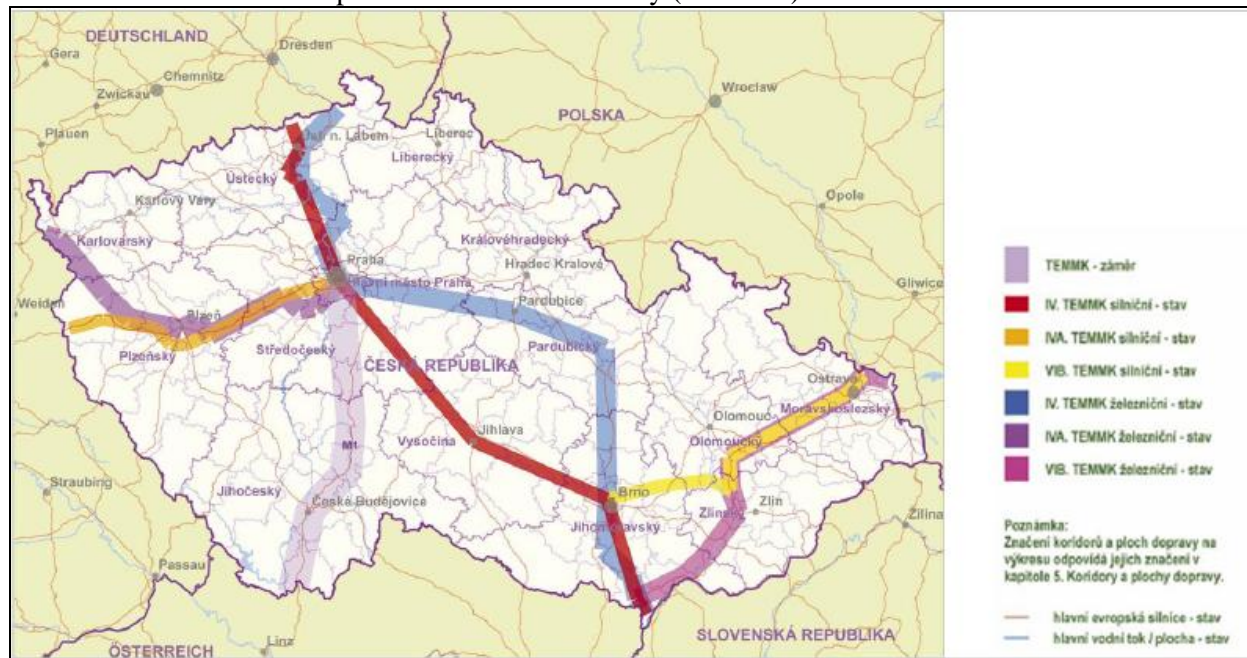 DEUTSCHLAND
Dresden
Gera
Chemnitz
Zwickau
Wroclaw
POLSKA
Plauen
Ústí n. Labem
Liberec
Liberecký
Ústecký
Opole
Karlovy Vary
Karlovarský
Královéhradecký
Praha
Hlavní město Praha
Hradec Kralové
Gliwice
Weiden
Pardubice
Plzeň
Pardubický
Plzeňský
Středočeský
ČESKÁ REPUBLIKA
Ostrava
Moravskoslezský
Olomouc
Olomoucký
Jihlava
Vysočina
M1
Straubing
České Budějovice
Jihočeský
Brno
Zlín
Zlínský
Jihomoravský
Žilina
Passau
Linz
SLOVENSKÁ REPUBLIKA
ÖSTERREICH
TEMMK - záměr
IV. TEMMK silniční - stav
IVA. TEMMK silniční - stav
VIB. TEMMK silniční - stav
IV. TEMMK železniční - stav
IVA. TEMMK železniční - stav
VIB. TEMMK železniční - stav
Poznámka:
Značení koridorů a ploch dopravy na
výkresu odpovídá jejich značení v
kapitole 5. Koridory a plochy dopravy.
hlavní evropská silnice - stav
hlavní vodní tok / plocha - stav